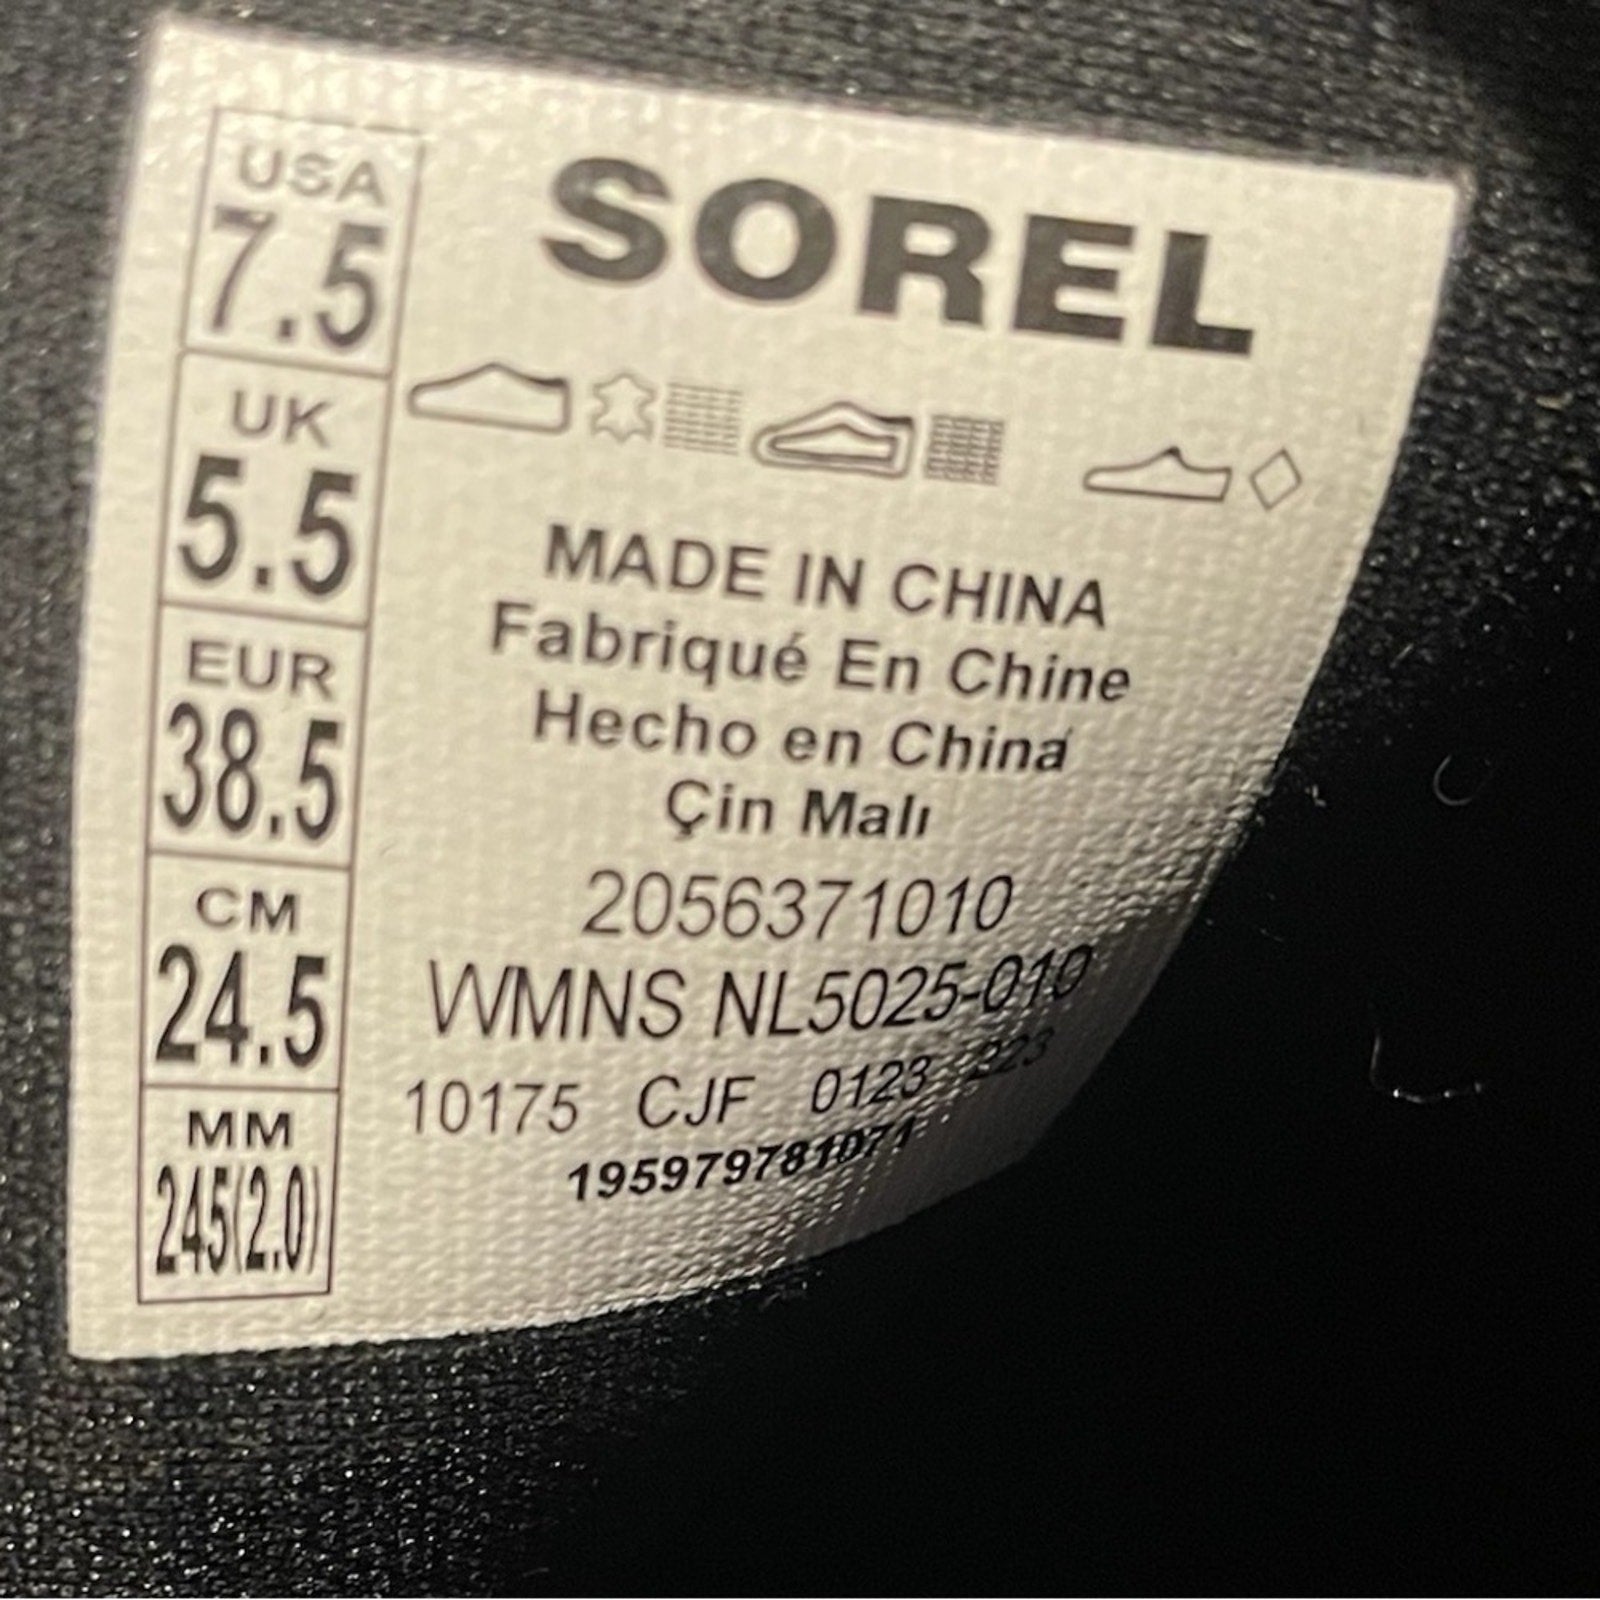 USA
7.5
UK
5.5
EUR
38.5
CM
24.5
MM
245(2.0)
SOREL
MADE IN CHINA
Fabriqué En Chine
Hecho en China
Çin Malı
2056371010
WMNS NL5025-010
10175 CJF 0123 223
195979781071